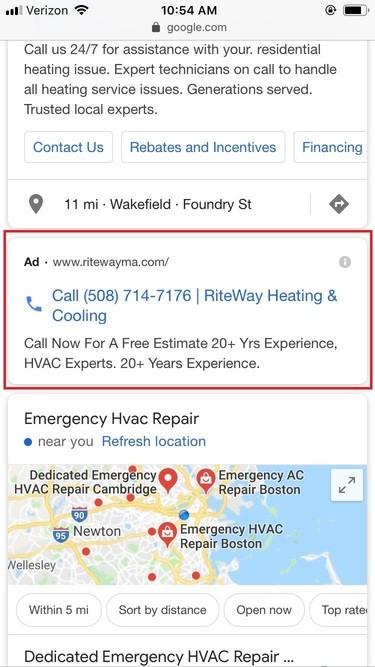 Verizon 10:54 AM
google.com
Call us 24/7 for assistance with your. residential
heating issue. Expert technicians on call to handle
all heating service issues. Generations served.
Trusted local experts.
Contact Us Rebates and Incentives Financing
11 mi · Wakefield · Foundry St
Ad · www.ritewayma.com/
Call (508) 714-7176 | RiteWay Heating &
Cooling
Call Now For A Free Estimate 20+ Yrs Experience,
HVAC Experts. 20+ Years Experience.
Emergency Hvac Repair
near you Refresh location
Dedicated Emergency
HVAC Repair Cambridge
Emergency AC
Repair Boston
90
95
Newton
Emergency HVAC
Repair Boston
Wellesley
Within 5 mi Sort by distance Open now Top rate
Dedicated Emergency HVAC Repair ...